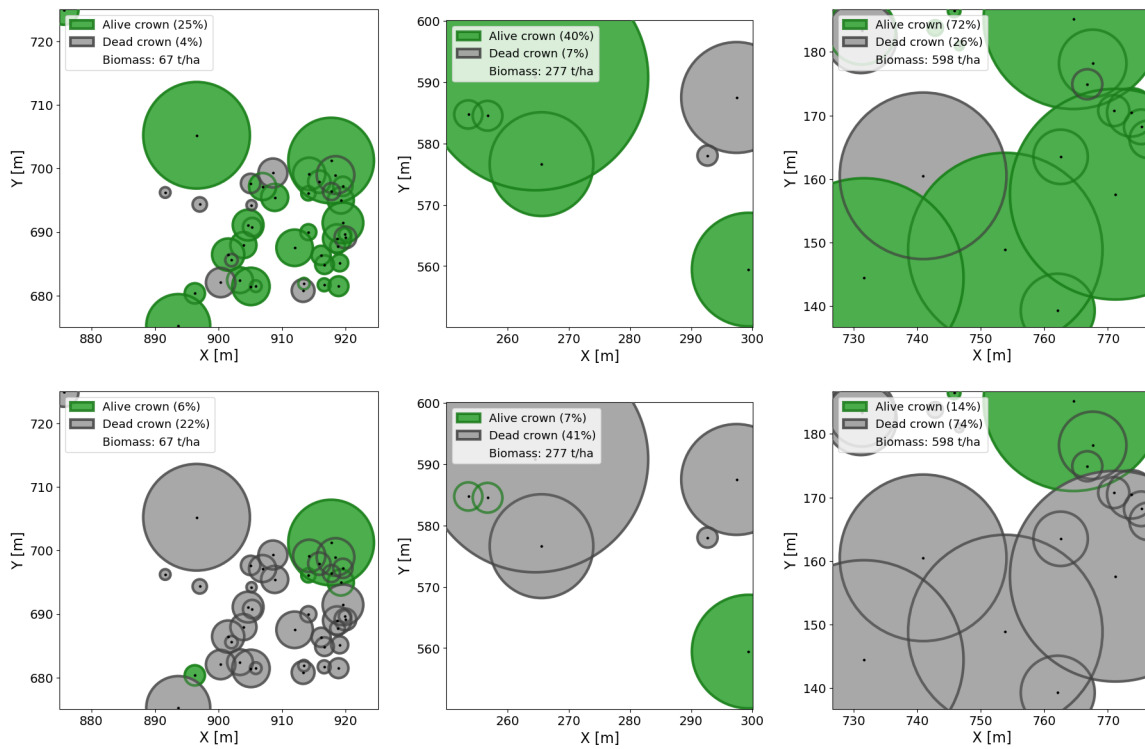 Alive crown (25%)
Dead crown (4%)
Biomass: 67 t/ha
Y [m]
720
710
700
690
680
880
890
900
910
920
X [m]
Alive crown (40%)
Dead crown (7%)
Biomass: 277 t/ha
Y [m]
600
590
580
570
560
260
270
280
290
300
X [m]
Alive crown (72%)
Dead crown (26%)
Biomass: 598 t/ha
Y [m]
180
170
160
150
140
730
740
750
760
770
X [m]
Alive crown (6%)
Dead crown (22%)
Biomass: 67 t/ha
Y [m]
720
710
700
690
680
880
890
900
910
920
X [m]
Alive crown (7%)
Dead crown (41%)
Biomass: 277 t/ha
Y [m]
600
590
580
570
560
260
270
280
290
300
X [m]
Alive crown (14%)
Dead crown (74%)
Biomass: 598 t/ha
Y [m]
180
170
160
150
140
730
740
750
760
770
X [m]